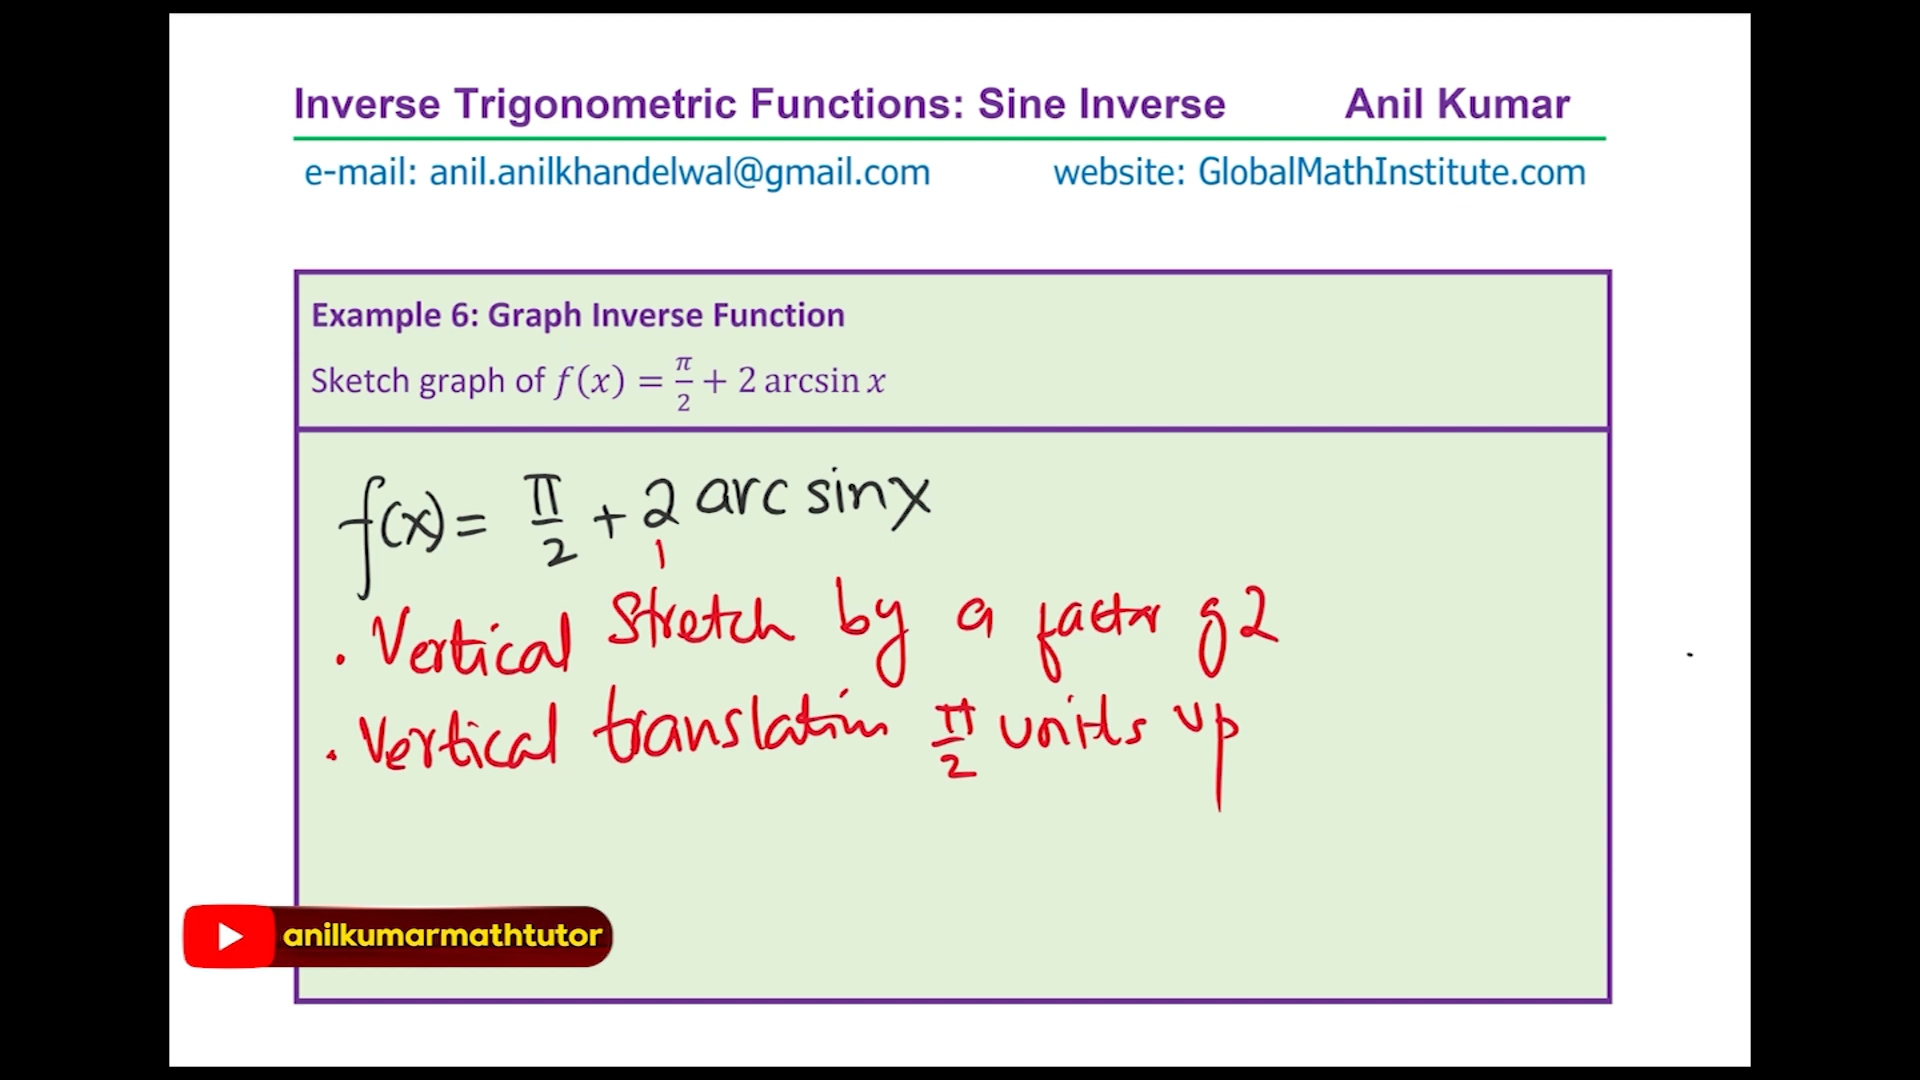 Inverse Trigonometric Functions: Sine Inverse Anil Kumar
e-mail: anil.anilkhandelwal@gmail.com website: GlobalMathInstitute.com
Example 6: Graph Inverse Function
Sketch graph of f(x) = π/2 + 2 arcsin x
f(x) = π/2 + 2 arc sin x
. Vertical Stretch by a factor of 2
. Vertical translation π/2 units up
anilkumarmathtutor